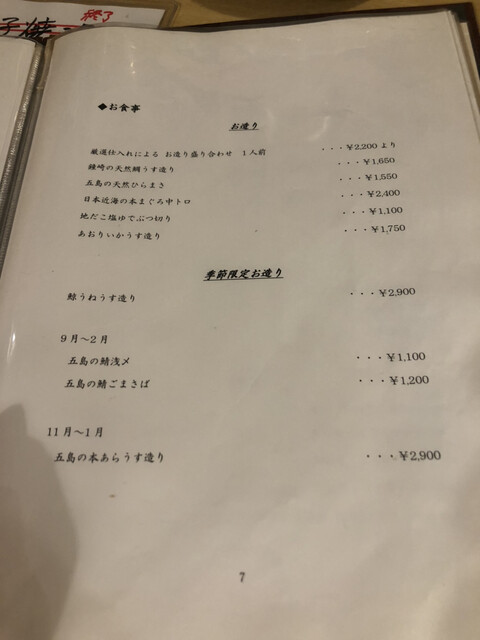 終了
子焼
◆お食事
お造り
厳選仕入れによる お造り盛り合わせ 1人前 ・・・¥2,200より
鐘崎の天然鯛うす造り ・・・¥1,650
五島の天然ひらまさ ・・・¥1,550
日本近海の本まぐろ中トロ ・・・¥2,400
地だこ塩ゆでぶつ切り ・・・¥1,100
あおりいかうす造り ・・・¥1,750
季節限定お造り
鯨うねうす造り ・・・¥2,900
9月～2月
五島の鯖浅〆 ・・・¥1,100
五島の鯖ごまさば ・・・¥1,200
11月～1月
五島の本あらうす造り ・・・¥2,900
7